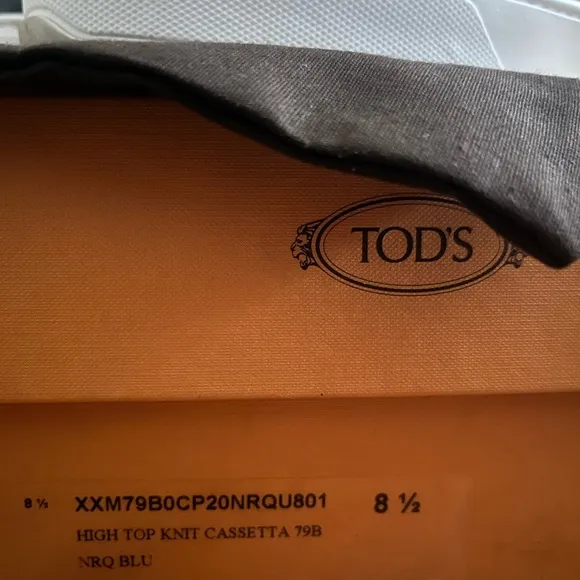 TOD'S
8 ½ XXM79B0CP20NRQU801 8 ½
HIGH TOP KNIT CASSETTA 79B
NRQ BLU